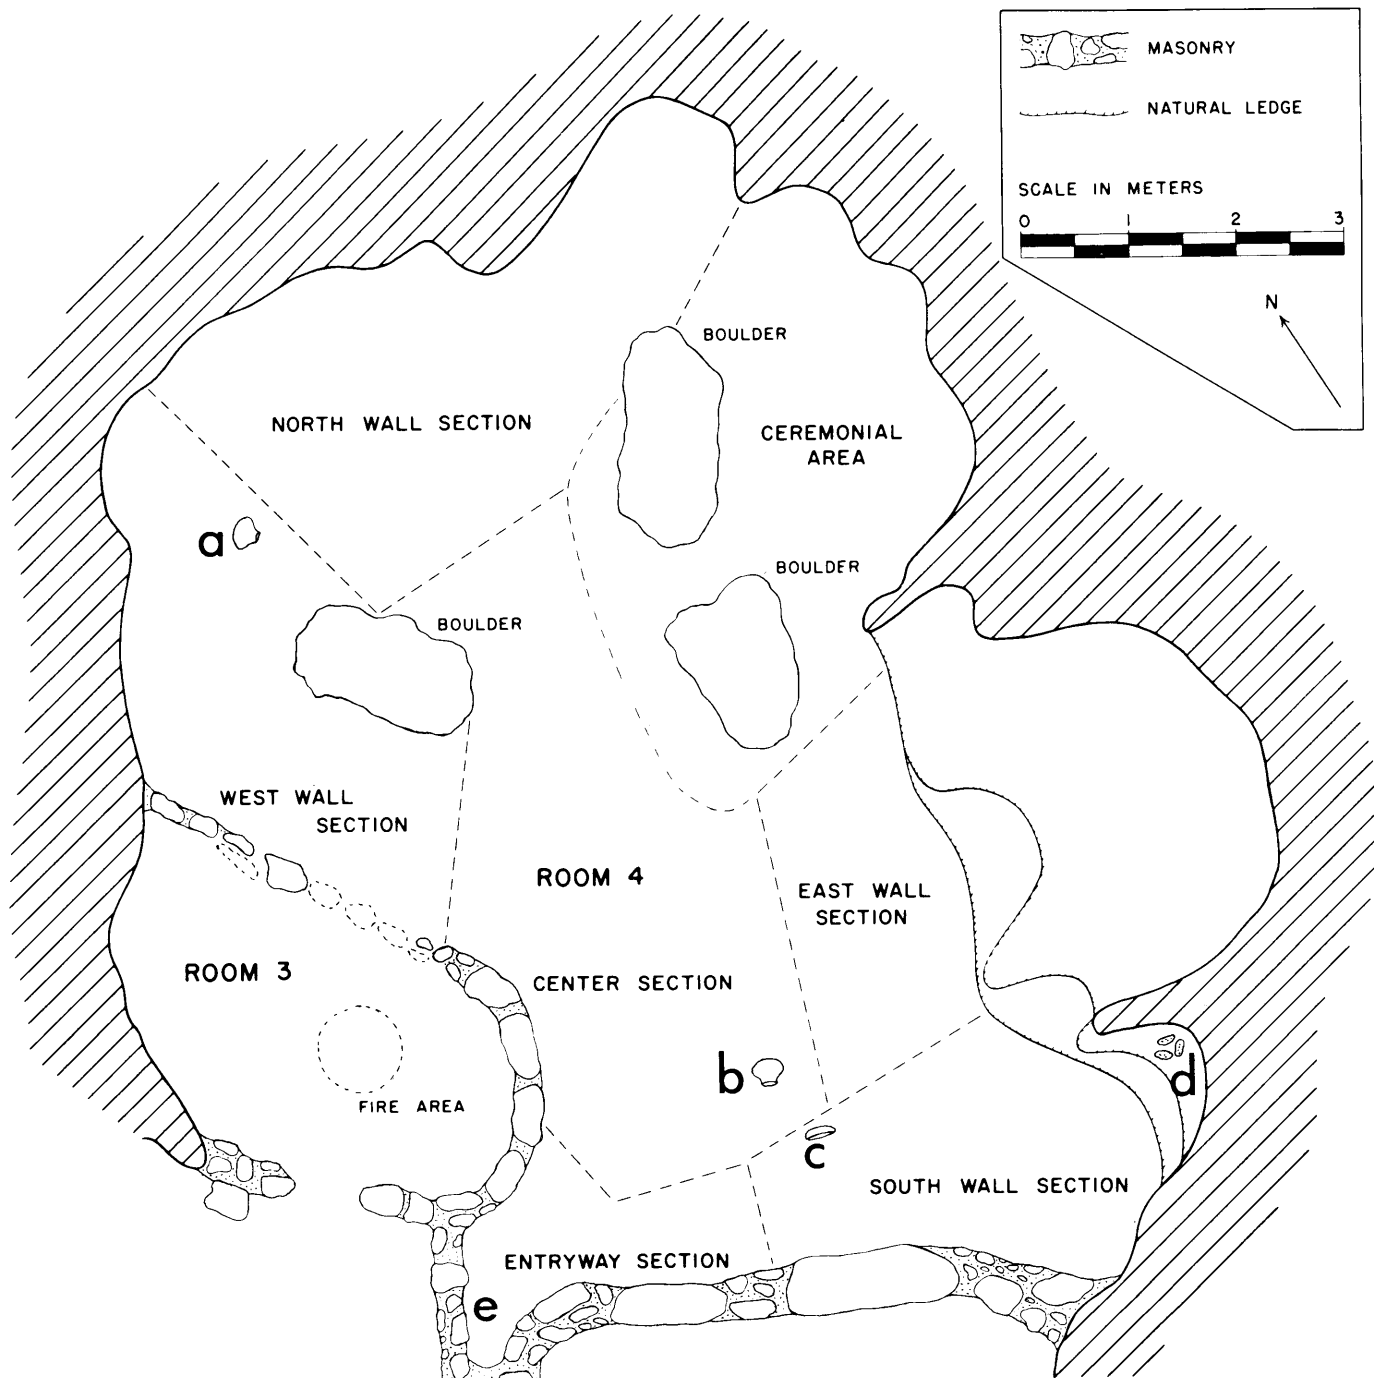 MASONRY
NATURAL LEDGE
SCALE IN METERS
0 1 2 3
N
BOULDER
NORTH WALL SECTION
CEREMONIAL
AREA
a
BOULDER
BOULDER
WEST WALL
SECTION
ROOM 4
EAST WALL
SECTION
ROOM 3
CENTER SECTION
b
d
FIRE AREA
c
SOUTH WALL SECTION
ENTRYWAY SECTION
e